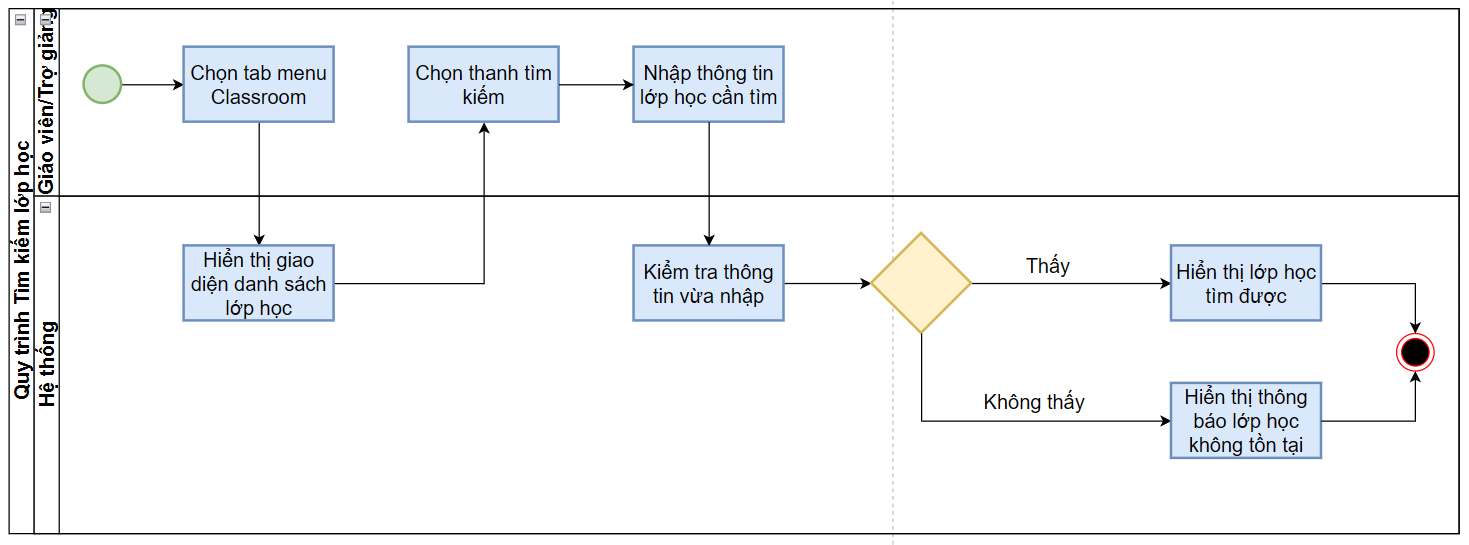 Quy trình Tìm kiếm lớp học
Giáo viên/Trợ giảng
Chọn tab menu
Classroom
Chọn thanh tìm
kiếm
Nhập thông tin
lớp học cần tìm
Hệ thống
Hiển thị giao
diện danh sách
lớp học
Kiểm tra thông
tin vừa nhập
Thấy
Hiển thị lớp học
tìm được
Không thấy
Hiển thị thông
báo lớp học
không tồn tại